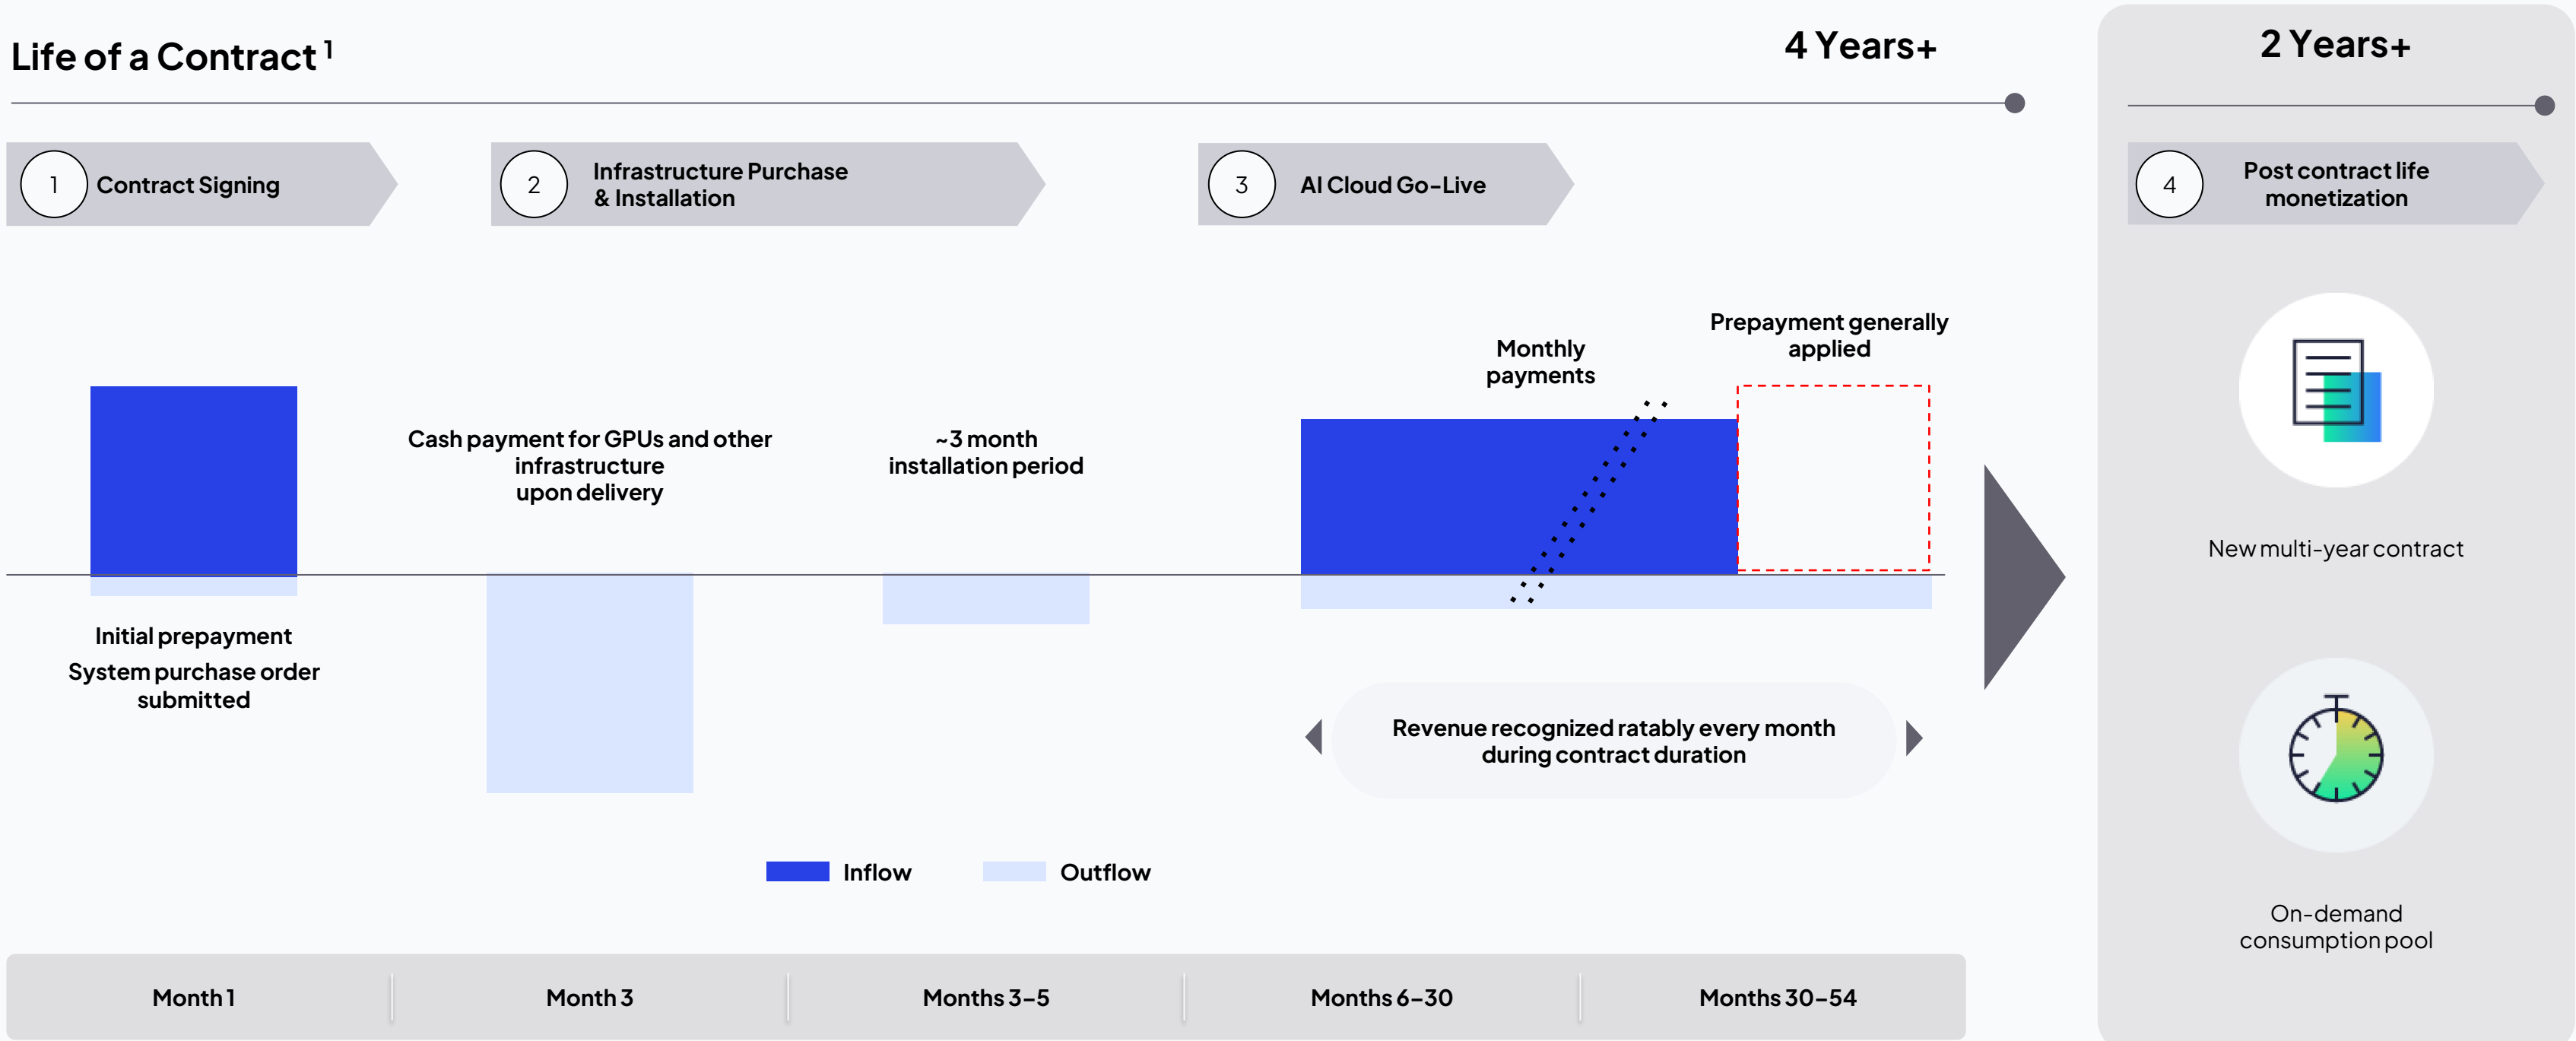 Life of a Contract 1
4 Years+
2 Years+
1
Contract Signing
2
Infrastructure Purchase
& Installation
3
AI Cloud Go-Live
4
Post contract life
monetization
Prepayment generally
applied
Monthly
payments
Cash payment for GPUs and other
infrastructure
upon delivery
~3 month
installation period
Initial prepayment
System purchase order
submitted
Revenue recognized ratably every month
during contract duration
New multi-year contract
On-demand
consumption pool
Inflow
Outflow
Month 1
Month 3
Months 3-5
Months 6-30
Months 30-54